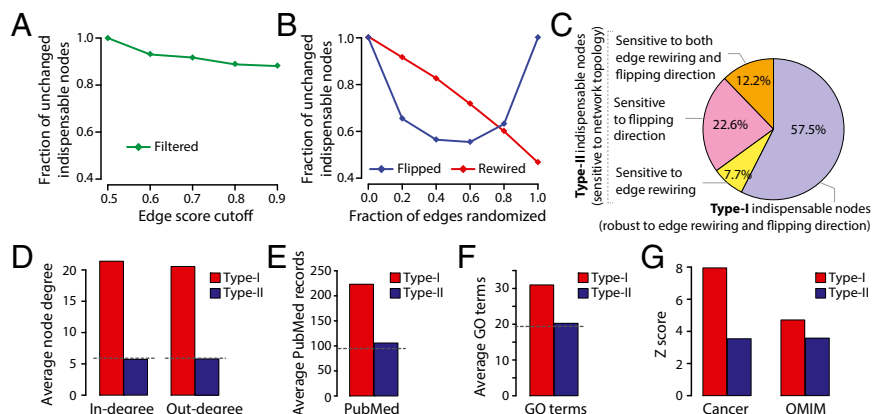 A
Fraction of unchanged
indispensable nodes
1.0
0.8
0.6
0.4
Filtered
0.5 0.6 0.7 0.8 0.9
Edge score cutoff
B
Fraction of unchanged
indispensable nodes
1.0
0.8
0.6
0.4
Flipped Rewired
0.0 0.2 0.4 0.6 0.8 1.0
Fraction of edges randomized
C
Type-II indispensable nodes
(sensitive to network topology)
Sensitive to both
edge rewiring and
flipping direction
Sensitive
to flipping
direction
Sensitive to
edge rewiring
12.2%
22.6%
7.7%
57.5%
Type-I indispensable nodes
(robust to edge rewiring and flipping direction)
D
Average node degree
20
15
10
5
0
Type-I
Type-II
In-degree Out-degree
E
Average PubMed records
250
200
150
100
50
0
Type-I
Type-II
PubMed
F
Average GO terms
30
20
10
0
Type-I
Type-II
GO terms
G
Z score
8
6
4
2
0
Type-I
Type-II
Cancer OMIM